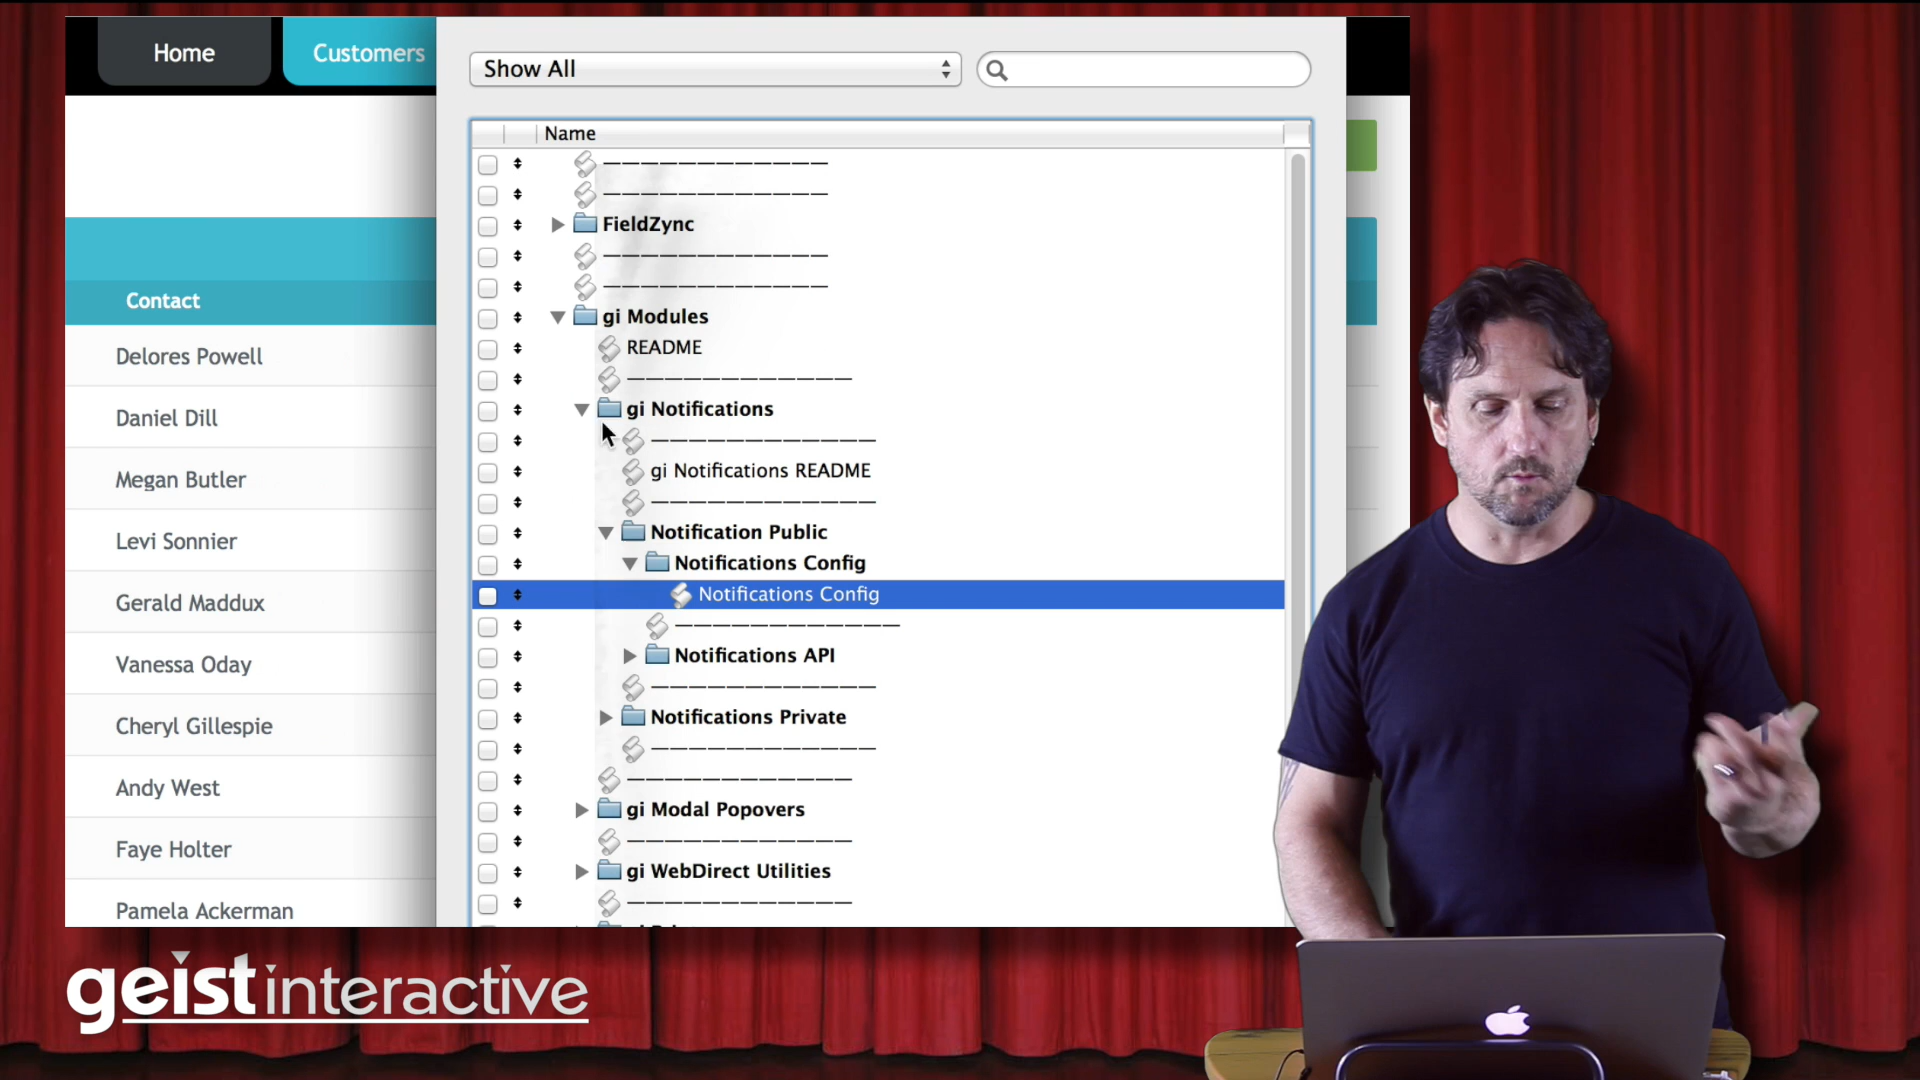 Home
Customers
Show All
Name
FieldZync
gi Modules
README
gi Notifications
gi Notifications README
Notification Public
Notifications Config
Notifications Config
Notifications API
Notifications Private
gi Modal Popovers
gi WebDirect Utilities
Contact
Delores Powell
Daniel Dill
Megan Butler
Levi Sonnier
Gerald Maddux
Vanessa Oday
Cheryl Gillespie
Andy West
Faye Holter
Pamela Ackerman
geistinteractive